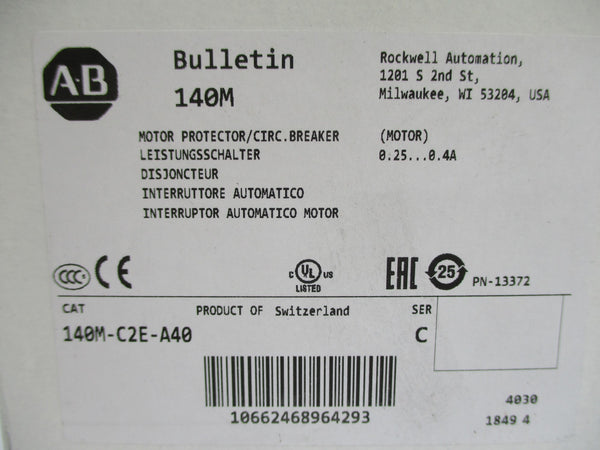 A-B
Bulletin
140M
Rockwell Automation,
1201 S 2nd St,
Milwaukee, WI 53204, USA
MOTOR PROTECTOR/CIRC.BREAKER
LEISTUNGSSCHALTER
DISJONCTEUR
INTERRUTTORE AUTOMATICO
INTERRUPTOR AUTOMATICO MOTOR
(MOTOR)
0.25...0.4A
CCC CE
C UL US
LISTED
EAC 25 PN-13372
CAT PRODUCT OF Switzerland SER
140M-C2E-A40 C
10662468964293
4030
1849 4